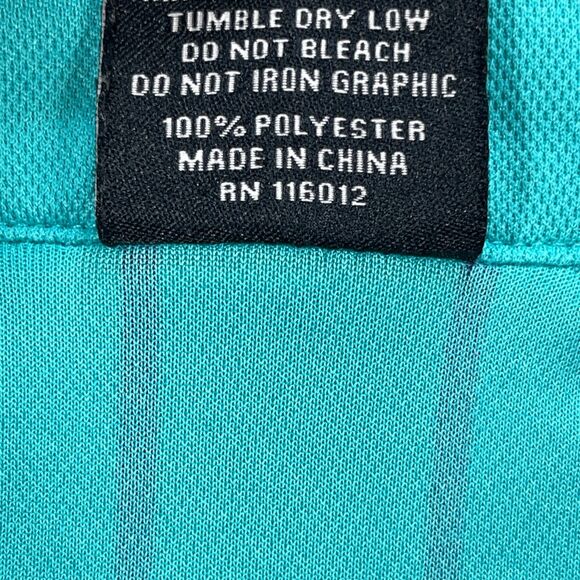 TUMBLE DRY LOW
DO NOT BLEACH
DO NOT IRON GRAPHIC
100% POLYESTER
MADE IN CHINA
RN 116012